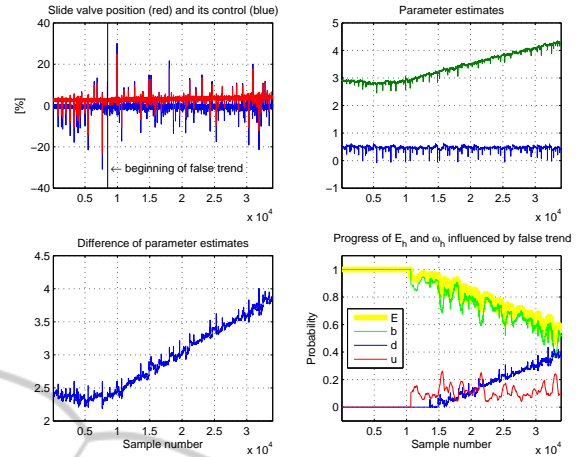 Slide valve position (red) and its control (blue)
40
20
0
−20
−40
[%]
← beginning of false trend
0.5 1 1.5 2 2.5 3
x 10^4
Parameter estimates
5
4
3
2
1
0
−1
0.5 1 1.5 2 2.5 3
x 10^4
Difference of parameter estimates
4.5
4
3.5
3
2.5
2
0.5 1 1.5 2 2.5 3
Sample number
x 10^4
Progress of E_h and ω_h influenced by false trend
1
0.8
0.6
0.4
0.2
0
Probability
E
b
d
u
0.5 1 1.5 2 2.5 3
Sample number
x 10^4